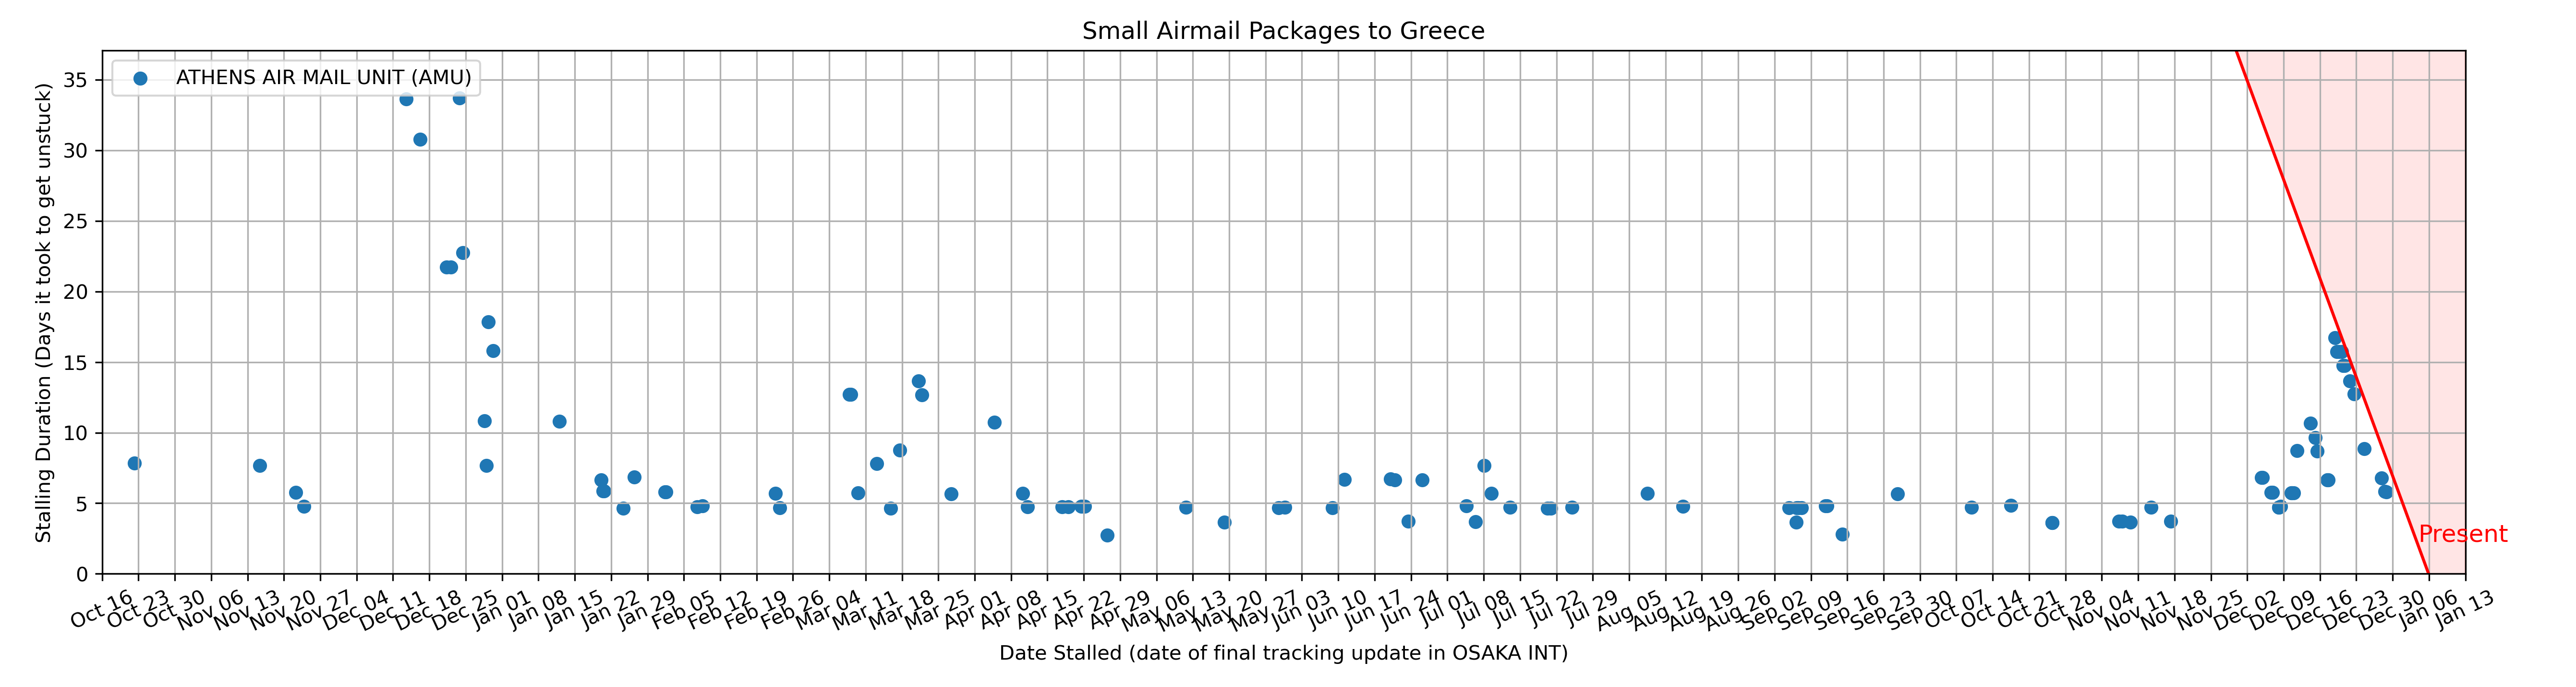 Small Airmail Packages to Greece
ATHENS AIR MAIL UNIT (AMU)
Stalling Duration (Days it took to get unstuck)
35
30
25
20
15
10
5
0
Present
Oct 16
Oct 23
Oct 30
Nov 06
Nov 13
Nov 20
Nov 27
Dec 04
Dec 11
Dec 18
Dec 25
Jan 01
Jan 08
Jan 15
Jan 22
Jan 29
Feb 05
Feb 12
Feb 19
Feb 26
Mar 04
Mar 11
Mar 18
Mar 25
Apr 01
Apr 08
Apr 15
Apr 22
Apr 29
May 06
May 13
May 20
May 27
Jun 03
Jun 10
Jun 17
Jun 24
Jul 01
Jul 08
Jul 15
Jul 22
Jul 29
Aug 05
Aug 12
Aug 19
Aug 26
Sep 02
Sep 09
Sep 16
Sep 23
Sep 30
Oct 07
Oct 14
Oct 21
Oct 28
Nov 04
Nov 11
Nov 18
Nov 25
Dec 02
Dec 09
Dec 16
Dec 23
Dec 30
Jan 06
Jan 13
Date Stalled (date of final tracking update in OSAKA INT)